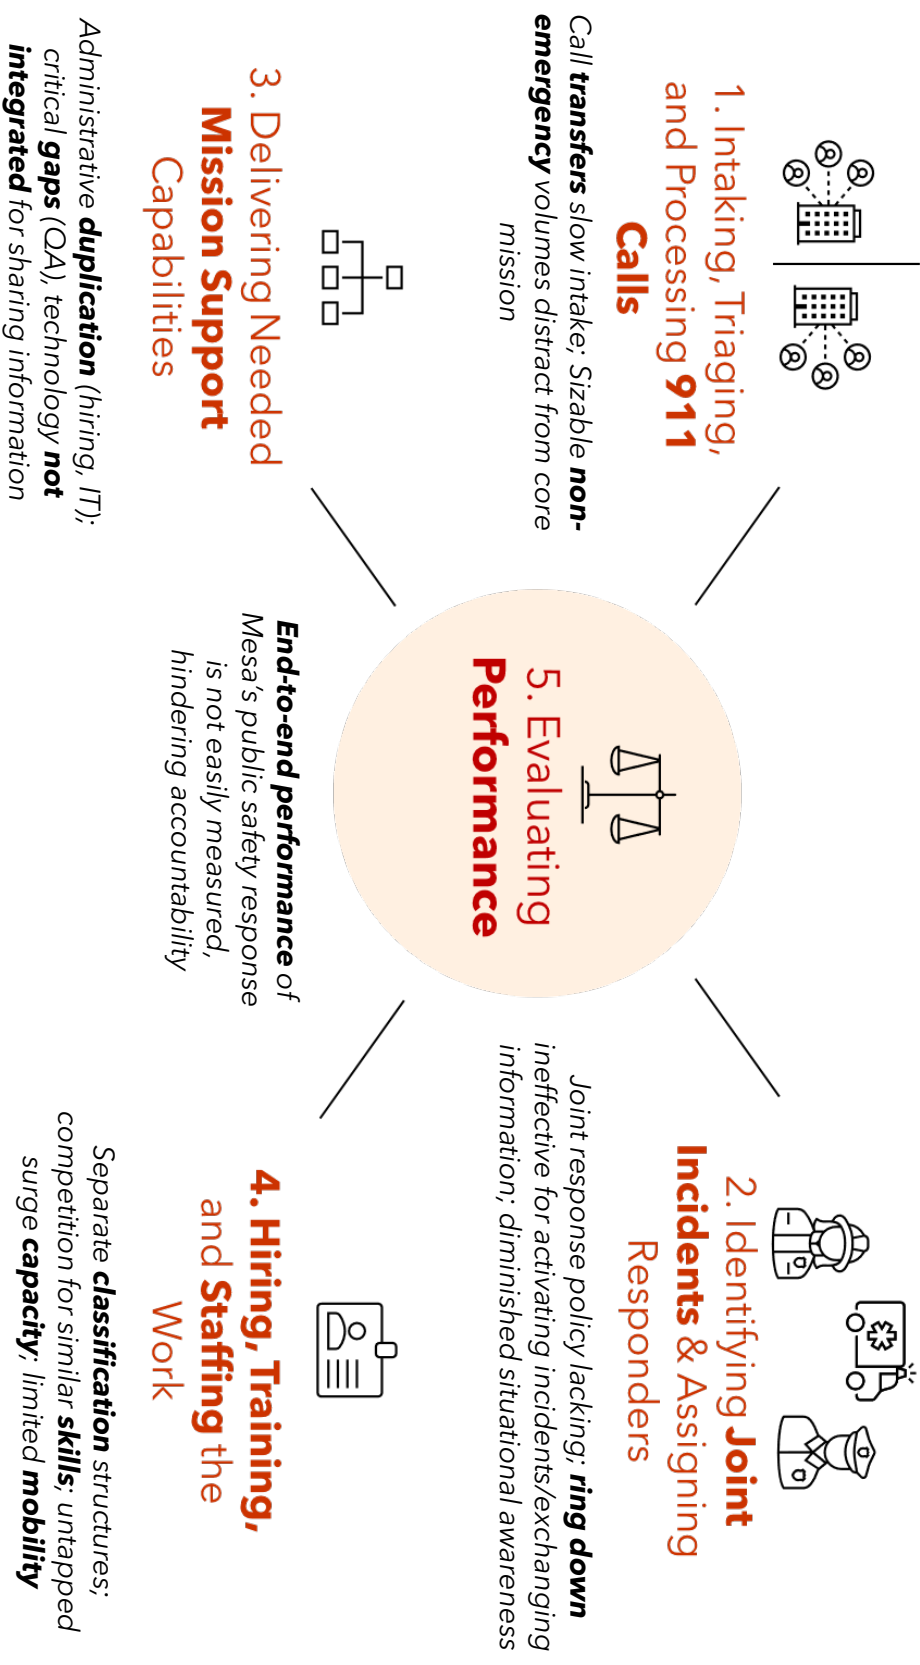 1. Intaking, Triaging,
and Processing 911
Calls
Call transfers slow intake; Sizable non-
emergency volumes distract from core
mission
2. Identifying Joint
Incidents & Assigning
Responders
Joint response policy lacking; ring down
ineffective for activating incidents/exchanging
information; diminished situational awareness
5. Evaluating
Performance
End-to-end performance of
Mesa's public safety response
is not easily measured,
hindering accountability
3. Delivering Needed
Mission Support
Capabilities
Administrative duplication (hiring, IT);
critical gaps (QA), technology not
integrated for sharing information
4. Hiring, Training,
and Staffing the
Work
Separate classification structures;
competition for similar skills; untapped
surge capacity; limited mobility